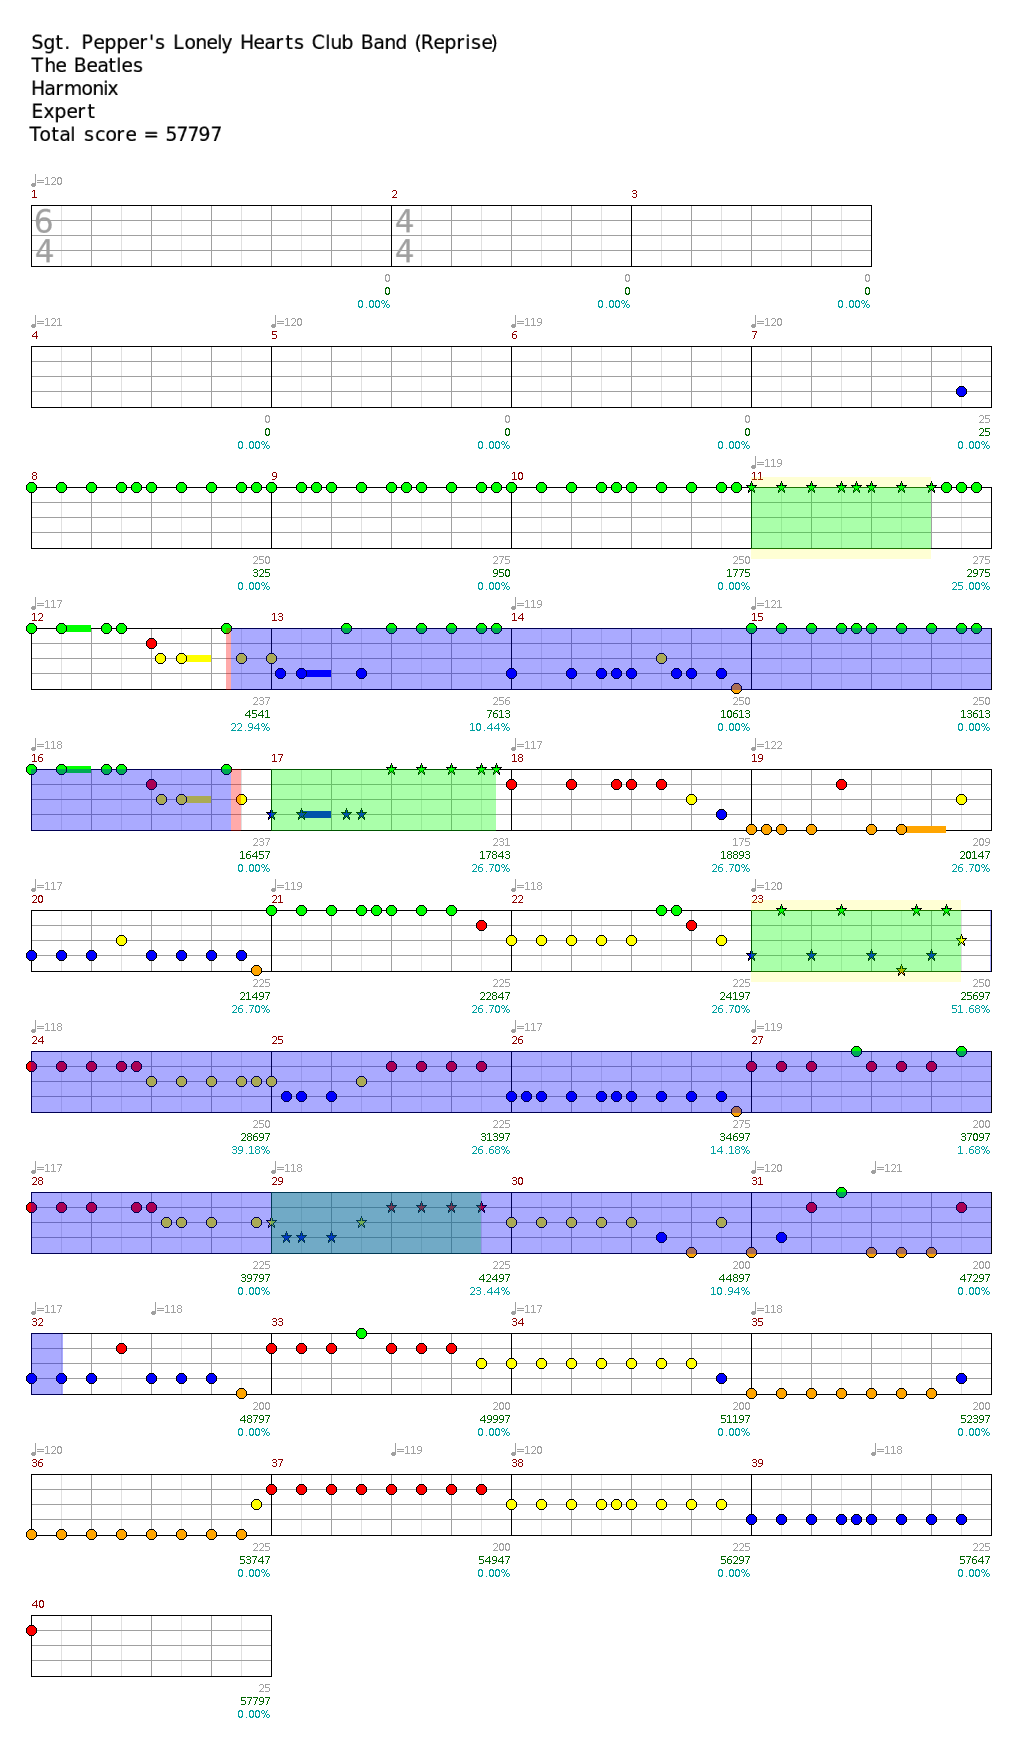 Sgt. Pepper's Lonely Hearts Club Band (Reprise)
The Beatles
Harmonix
Expert
Total score = 57797
♩=120
1 2 3
6 4
4 4
0 0 0
0 0 0
0.00% 0.00% 0.00%
♩=121 ♩=120 ♩=119 ♩=120
4 5 6 7
0 0 0 25
0 0 0 25
0.00% 0.00% 0.00% 0.00%
♩=119
8 9 10 11
250 275 250 275
325 950 1775 2975
0.00% 0.00% 0.00% 25.00%
♩=117 ♩=119 ♩=121
12 13 14 15
237 256 250 250
4541 7613 10613 13613
22.94% 10.44% 0.00% 0.00%
♩=118 ♩=117 ♩=122
16 17 18 19
237 231 175 209
16457 17843 18893 20147
0.00% 26.70% 26.70% 26.70%
♩=117 ♩=119 ♩=118 ♩=120
20 21 22 23
225 225 225 250
21497 22847 24197 25697
26.70% 26.70% 26.70% 51.68%
♩=118 ♩=117 ♩=119
24 25 26 27
250 225 275 200
28697 31397 34697 37097
39.18% 26.68% 14.18% 1.68%
♩=117 ♩=118 ♩=120 ♩=121
28 29 30 31
225 225 200 200
39797 42497 44897 47297
0.00% 23.44% 10.94% 0.00%
♩=117 ♩=118 ♩=117 ♩=118
32 33 34 35
200 200 200 200
48797 49997 51197 52397
0.00% 0.00% 0.00% 0.00%
♩=120 ♩=119 ♩=120 ♩=118
36 37 38 39
225 200 225 225
53747 54947 56297 57647
0.00% 0.00% 0.00% 0.00%
40
25
57797
0.00%